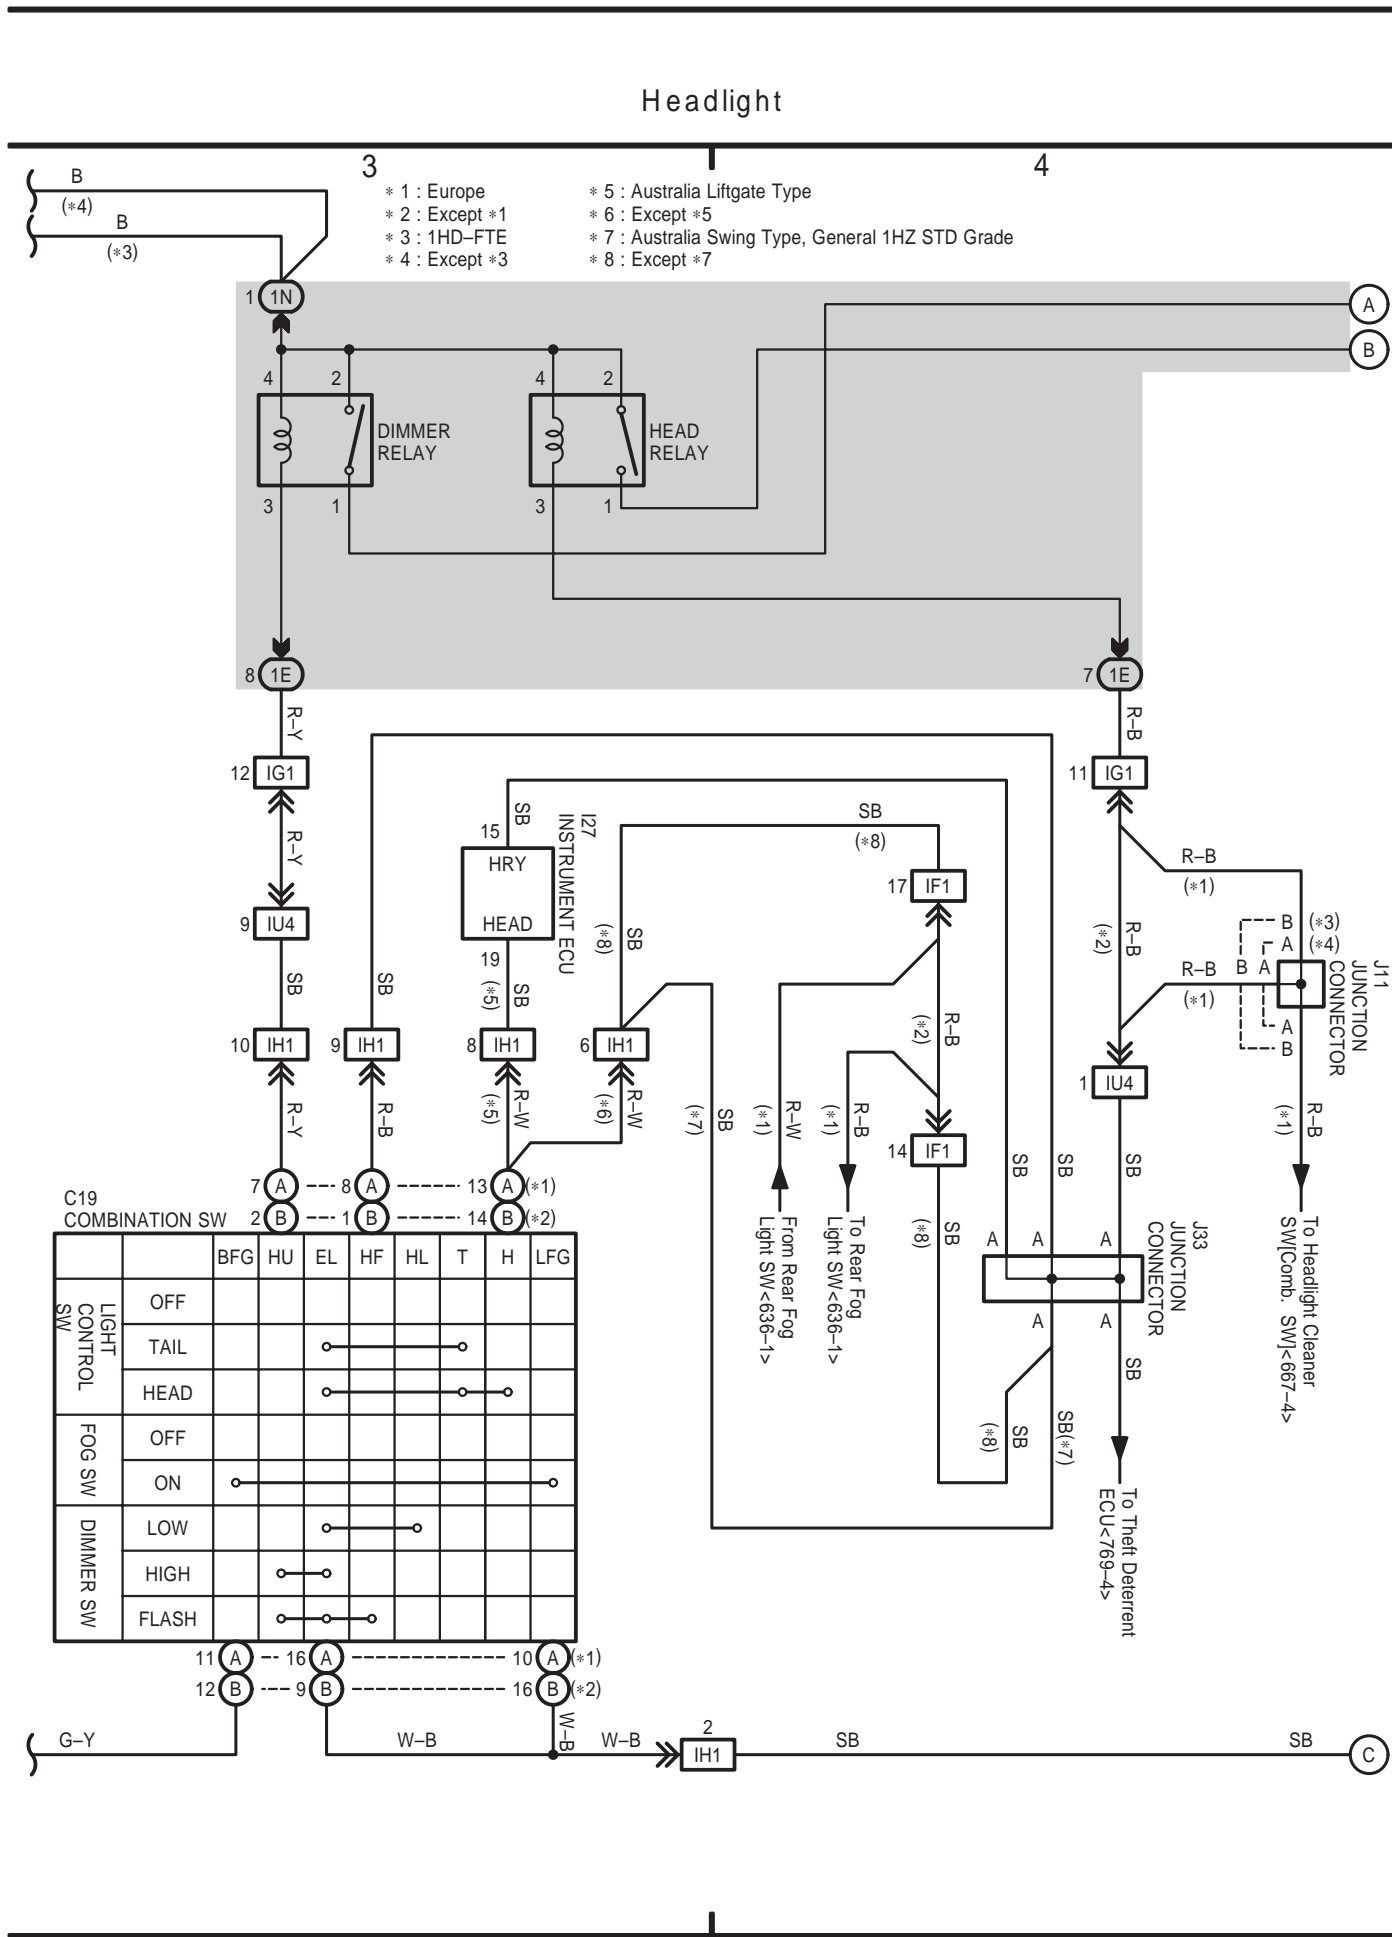 Headlight
3
4
B
(*4)
B
(*3)
* 1 : Europe
* 2 : Except *1
* 3 : 1HD–FTE
* 4 : Except *3
* 5 : Australia Liftgate Type
* 6 : Except *5
* 7 : Australia Swing Type, General 1HZ STD Grade
* 8 : Except *7
1 1N
A
B
4 2
DIMMER
RELAY
3 1
4 2
HEAD
RELAY
3 1
8 1E
7 1E
R–Y
R–B
12 IG1
11 IG1
R–Y
9 IU4
SB
10 IH1
R–Y
SB
9 IH1
R–B
SB
15
HRY
HEAD
19
I27
INSTRUMENT ECU
SB
(*5)
8 IH1
R–W
(*5)
SB
(*8)
SB
(*8)
6 IH1
R–W
(*6)
17 IF1
R–B
(*2)
14 IF1
SB
(*7)
R–W
(*1)
From Rear Fog
Light SW<636–1>
R–B
(*1)
To Rear Fog
Light SW<636–1>
SB
(*8)
R–B
(*1)
R–B
(*2)
R–B
(*1)
B (*3)
A (*4)
B A
A
B
J11
JUNCTION
CONNECTOR
1 IU4
R–B
(*1)
To Headlight Cleaner
SW[Comb. SW]<667–4>
SB SB SB
A A A
J33
JUNCTION
CONNECTOR
A A
SB
SB
(*8)
SB(*7)
To Theft Deterrent
ECU<769–4>
C19
COMBINATION SW
7 A 8 A 13 A (*1)
2 B 1 B 14 B (*2)
BFG HU EL HF HL T H LFG
LIGHT
CONTROL
SW
OFF
TAIL
HEAD
FOG SW
OFF
ON
DIMMER SW
LOW
HIGH
FLASH
11 A 16 A 10 A (*1)
12 B 9 B 16 B (*2)
G–Y
W–B
W–B
W–B
2
IH1
SB
SB
C